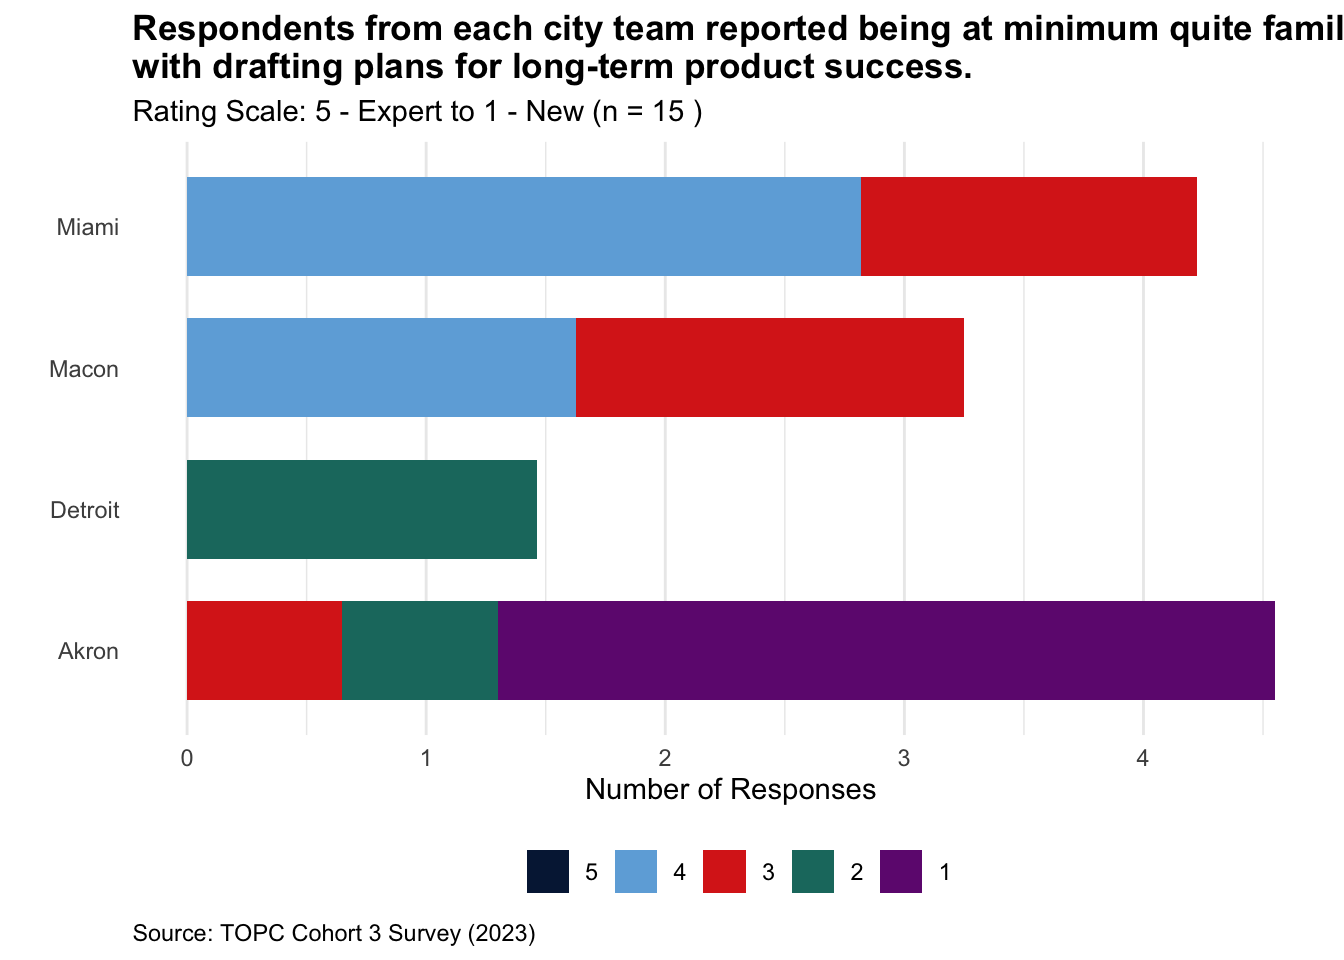 Respondents from each city team reported being at minimum quite famil
with drafting plans for long-term product success.
Rating Scale: 5 - Expert to 1 - New (n = 15 )
Miami
Macon
Detroit
Akron
0 1 2 3 4
Number of Responses
5 4 3 2 1
Source: TOPC Cohort 3 Survey (2023)